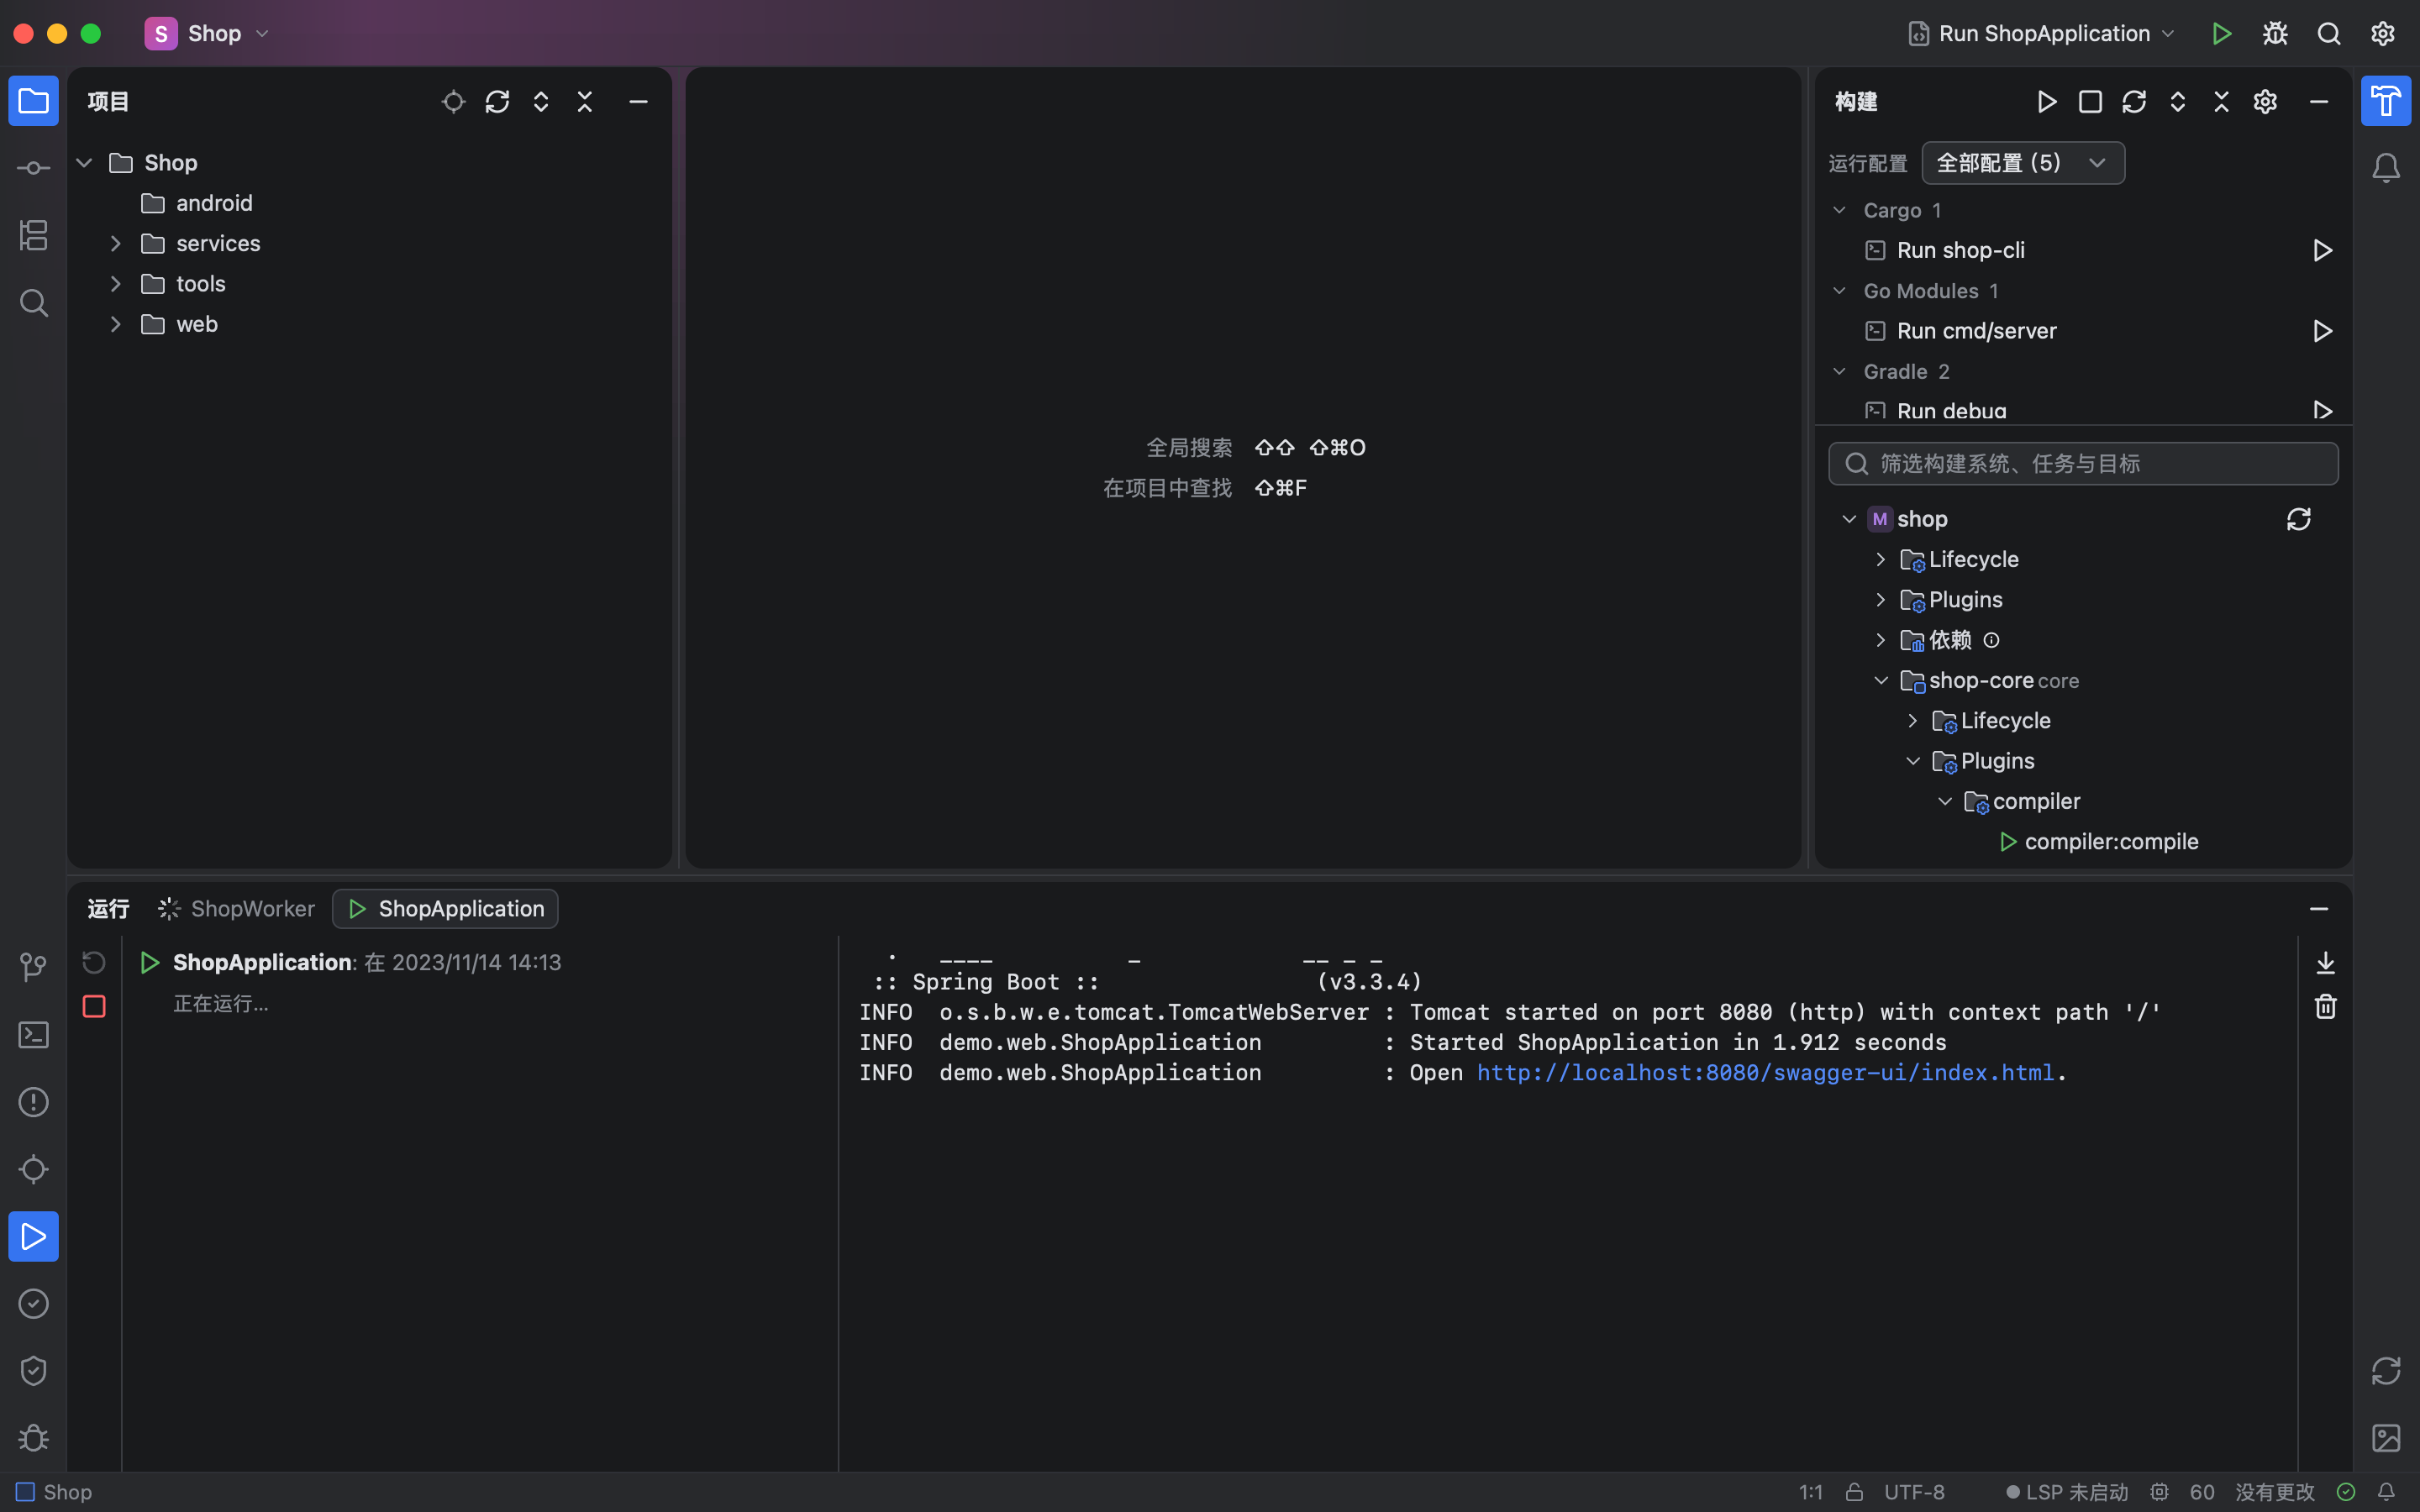 S Shop
Run ShopApplication
项目
Shop
android
services
tools
web
全局搜索 ⇧⇧ ⇧⌘O
在项目中查找 ⇧⌘F
构建
运行配置 全部配置 (5)
Cargo 1
Run shop-cli
Go Modules 1
Run cmd/server
Gradle 2
Run debug
筛选构建系统、任务与目标
M shop
Lifecycle
Plugins
依赖
shop-core core
Lifecycle
Plugins
compiler
compiler:compile
运行 ShopWorker ShopApplication
ShopApplication: 在 2023/11/14 14:13
正在运行...
:: Spring Boot :: (v3.3.4)
INFO o.s.b.w.e.tomcat.TomcatWebServer : Tomcat started on port 8080 (http) with context path '/'
INFO demo.web.ShopApplication : Started ShopApplication in 1.912 seconds
INFO demo.web.ShopApplication : Open http://localhost:8080/swagger-ui/index.html.
Shop
1:1 UTF-8 LSP 未启动 60 没有更改